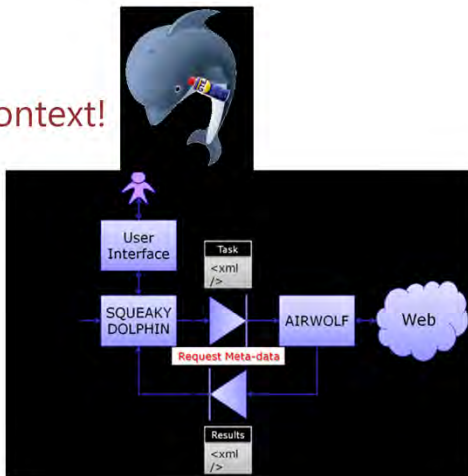 ontext!
User
Interface
Task
<xml
/>
SQUEAKY
DOLPHIN
AIRWOLF
Web
Request Meta-data
Results
<xml
/>